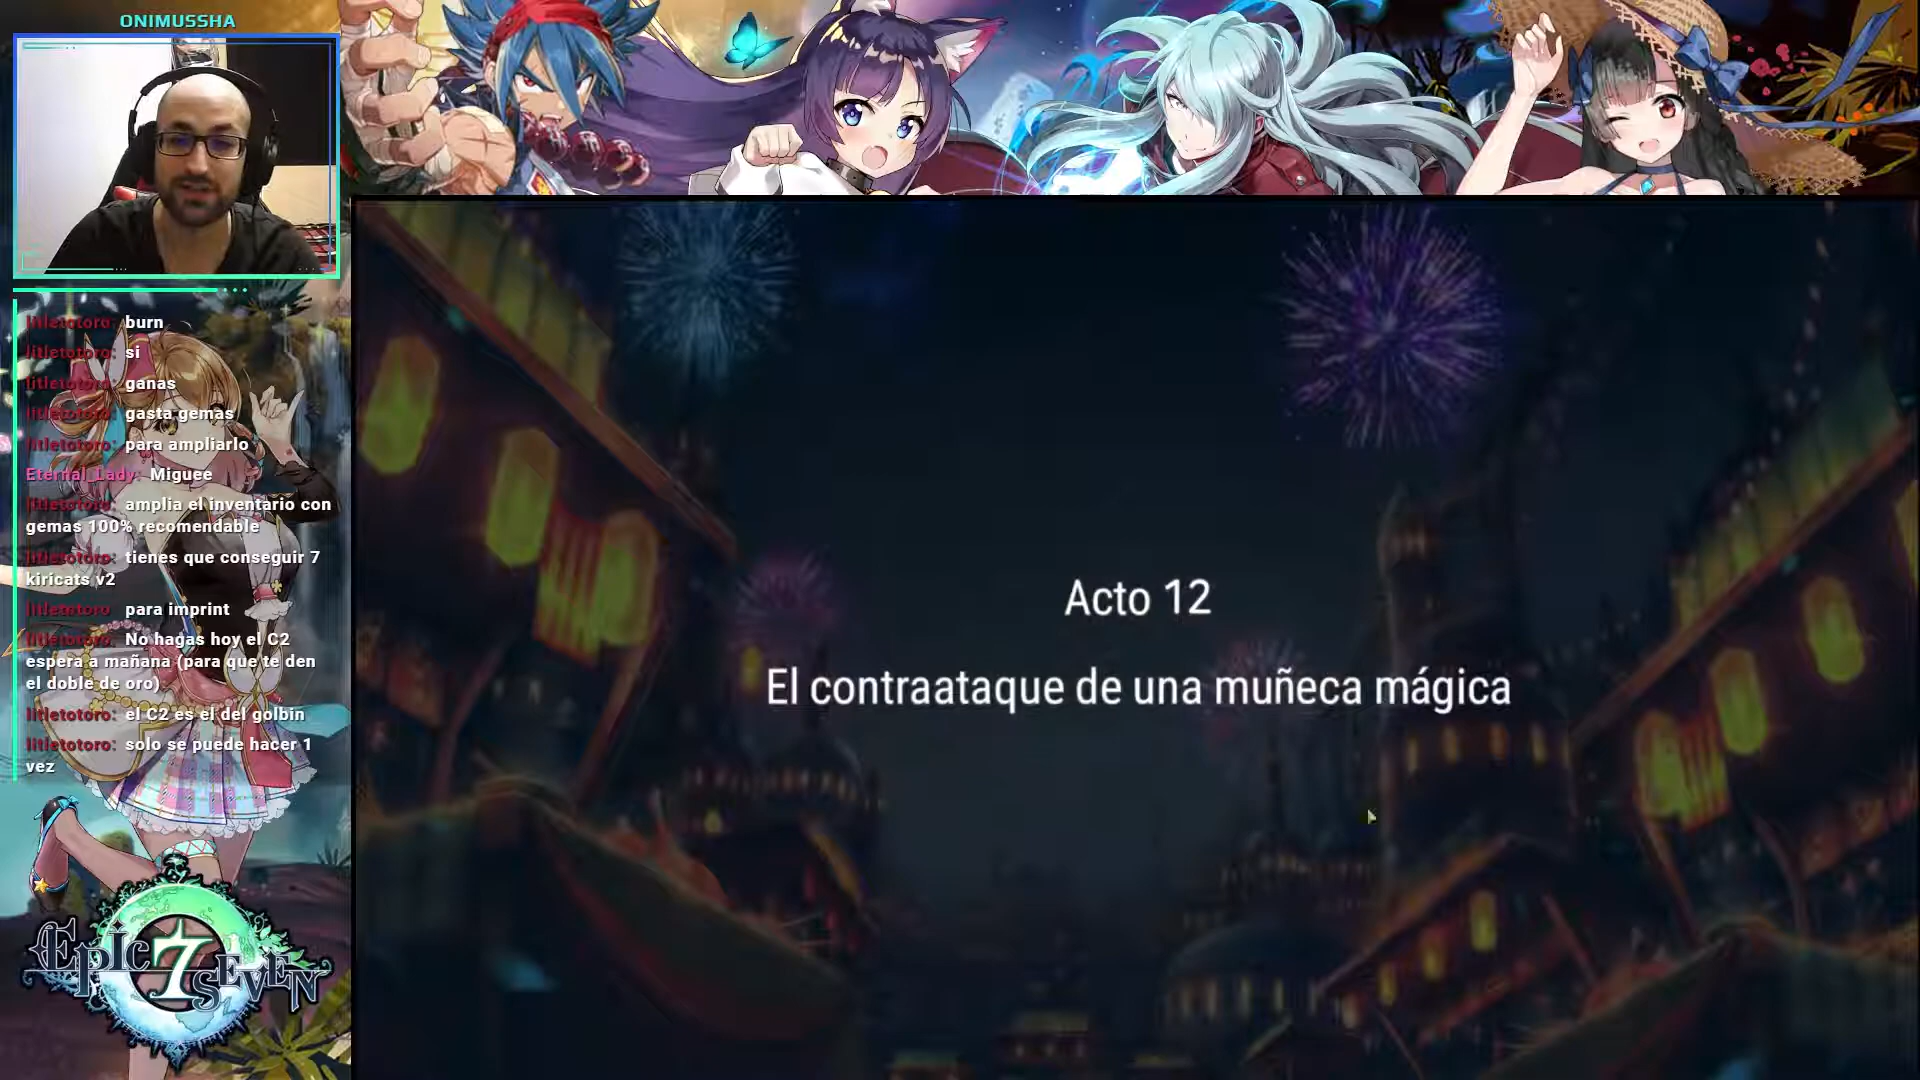 ONIMUSSHA
litletotoro: burn
litletotoro: si
litletotoro: ganas
litletotoro: gasta gemas
litletotoro: para ampliarlo
Eternal_Lady: Miguee
litletotoro: amplia el inventario con
gemas 100% recomendable
litletotoro: tienes que conseguir 7
kiricats v2
litletotoro: para imprint
litletotoro: No hagas hoy el C2
espera a mañana (para que te den
el doble de oro)
litletotoro: el C2 es el del golbin
litletotoro: solo se puede hacer 1
vez
EPIC
7
SEVEN
Acto 12
El contraataque de una muñeca mágica